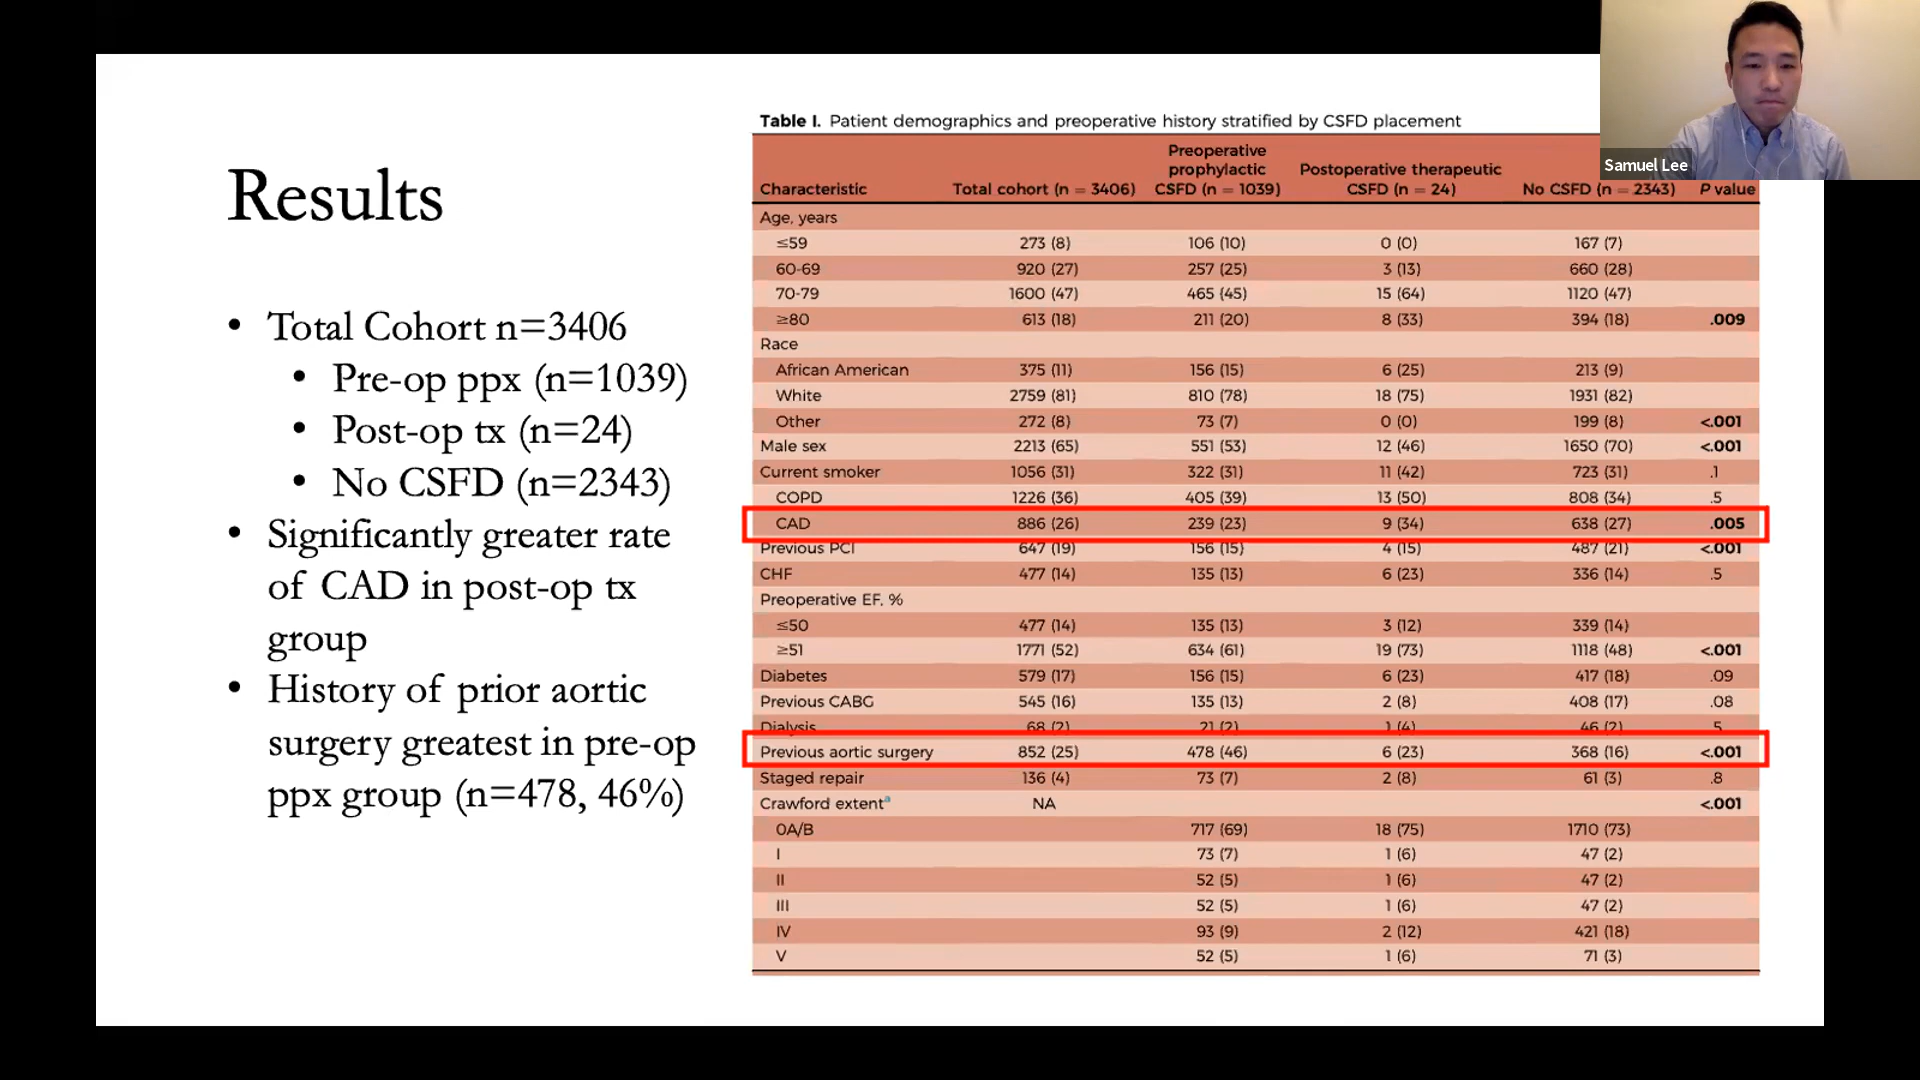 Results
• Total Cohort n=3406
• Pre-op ppx (n=1039)
• Post-op tx (n=24)
• No CSFD (n=2343)
• Significantly greater rate
of CAD in post-op tx
group
• History of prior aortic
surgery greatest in pre-op
ppx group (n=478, 46%)
Table I. Patient demographics and preoperative history stratified by CSFD placement
Characteristic Total cohort (n = 3406) Preoperative prophylactic CSFD (n = 1039) Postoperative therapeutic CSFD (n = 24) No CSFD (n = 2343) P value
Age, years
≤59 273 (8) 106 (10) 0 (0) 167 (7)
60-69 920 (27) 257 (25) 3 (13) 660 (28)
70-79 1600 (47) 465 (45) 15 (64) 1120 (47)
≥80 613 (18) 211 (20) 8 (33) 394 (18) .009
Race
African American 375 (11) 156 (15) 6 (25) 213 (9)
White 2759 (81) 810 (78) 18 (75) 1931 (82)
Other 272 (8) 73 (7) 0 (0) 199 (8) <.001
Male sex 2213 (65) 551 (53) 12 (46) 1650 (70) <.001
Current smoker 1056 (31) 322 (31) 11 (42) 723 (31) .1
COPD 1226 (36) 405 (39) 13 (50) 808 (34) .5
CAD 886 (26) 239 (23) 9 (34) 638 (27) .005
Previous PCI 647 (19) 156 (15) 4 (15) 487 (21) <.001
CHF 477 (14) 135 (13) 6 (23) 336 (14) .5
Preoperative EF, %
≤50 477 (14) 135 (13) 3 (12) 339 (14)
≥51 1771 (52) 634 (61) 19 (73) 1118 (48) <.001
Diabetes 579 (17) 156 (15) 6 (23) 417 (18) .09
Previous CABG 545 (16) 135 (13) 2 (8) 408 (17) .08
Dialysis 68 (2) 21 (2) 1 (4) 46 (2) .5
Previous aortic surgery 852 (25) 478 (46) 6 (23) 368 (16) <.001
Staged repair 136 (4) 73 (7) 2 (8) 61 (3) .8
Crawford extent^a NA <.001
0A/B 717 (69) 18 (75) 1710 (73)
I 73 (7) 1 (6) 47 (2)
II 52 (5) 1 (6) 47 (2)
III 52 (5) 1 (6) 47 (2)
IV 93 (9) 2 (12) 421 (18)
V 52 (5) 1 (6) 71 (3)
Samuel Lee